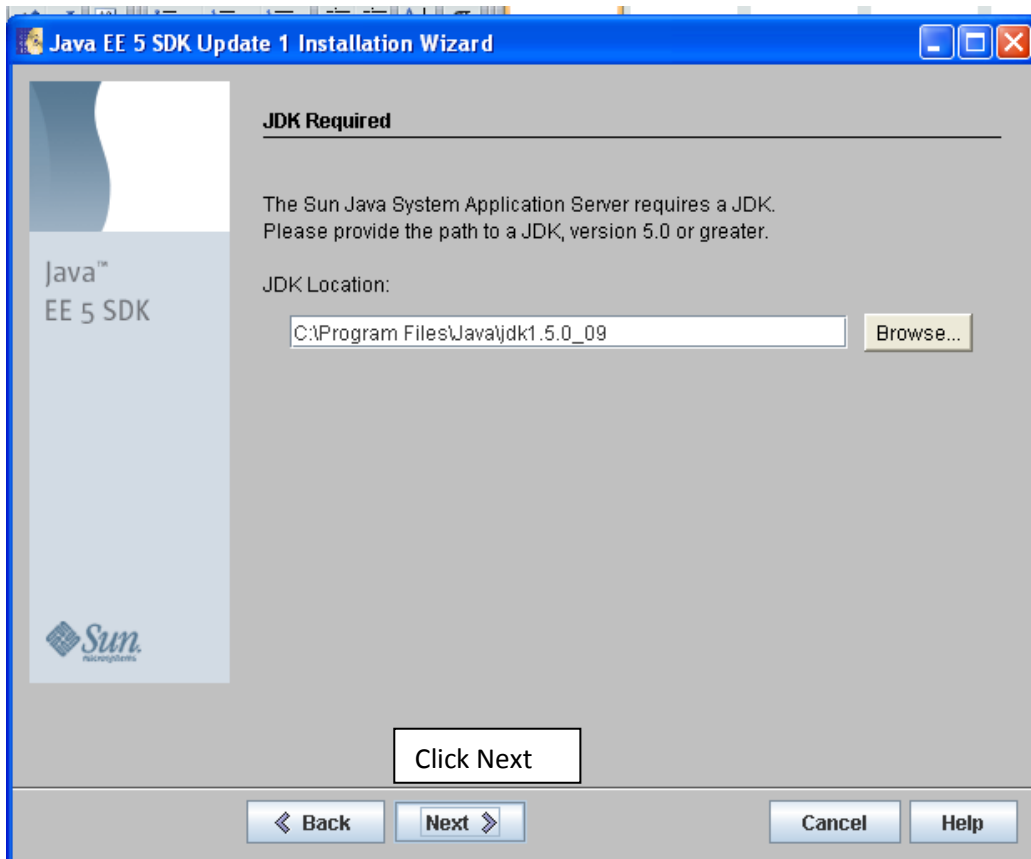 Java EE 5 SDK Update 1 Installation Wizard
JDK Required
The Sun Java System Application Server requires a JDK.
Please provide the path to a JDK, version 5.0 or greater.
Java™
EE 5 SDK
JDK Location:
C:\Program Files\Java\jdk1.5.0_09
Browse...
Sun
microsystems
Click Next
Back
Next
Cancel
Help